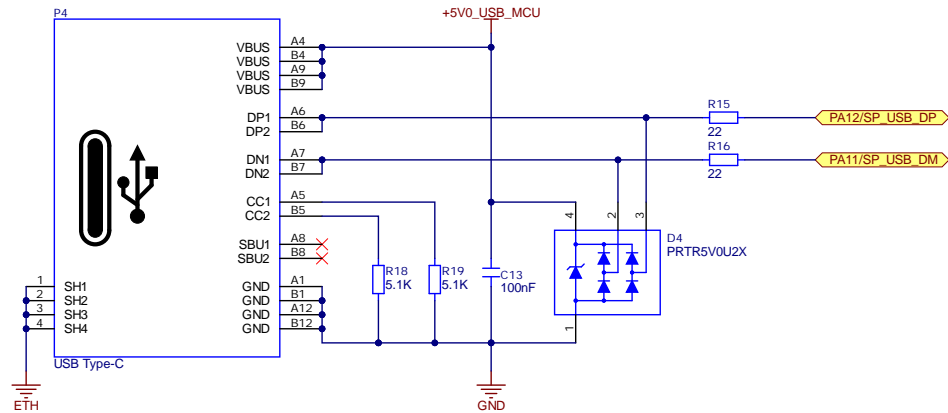 P4
+5V0_USB_MCU
VBUS A4
VBUS B4
VBUS A9
VBUS B9
DP1 A6
DP2 B6
R15
22
PA12/SP_USB_DP
DN1 A7
DN2 B7
R16
22
PA11/SP_USB_DM
CC1 A5
CC2 B5
SBU1 A8
SBU2 B8
4
2
3
D4
PRTR5V0U2X
R18
5.1K
R19
5.1K
C13
100nF
1 SH1
2 SH2
3 SH3
4 SH4
GND A1
GND B1
GND A12
GND B12
1
USB Type-C
ETH
GND